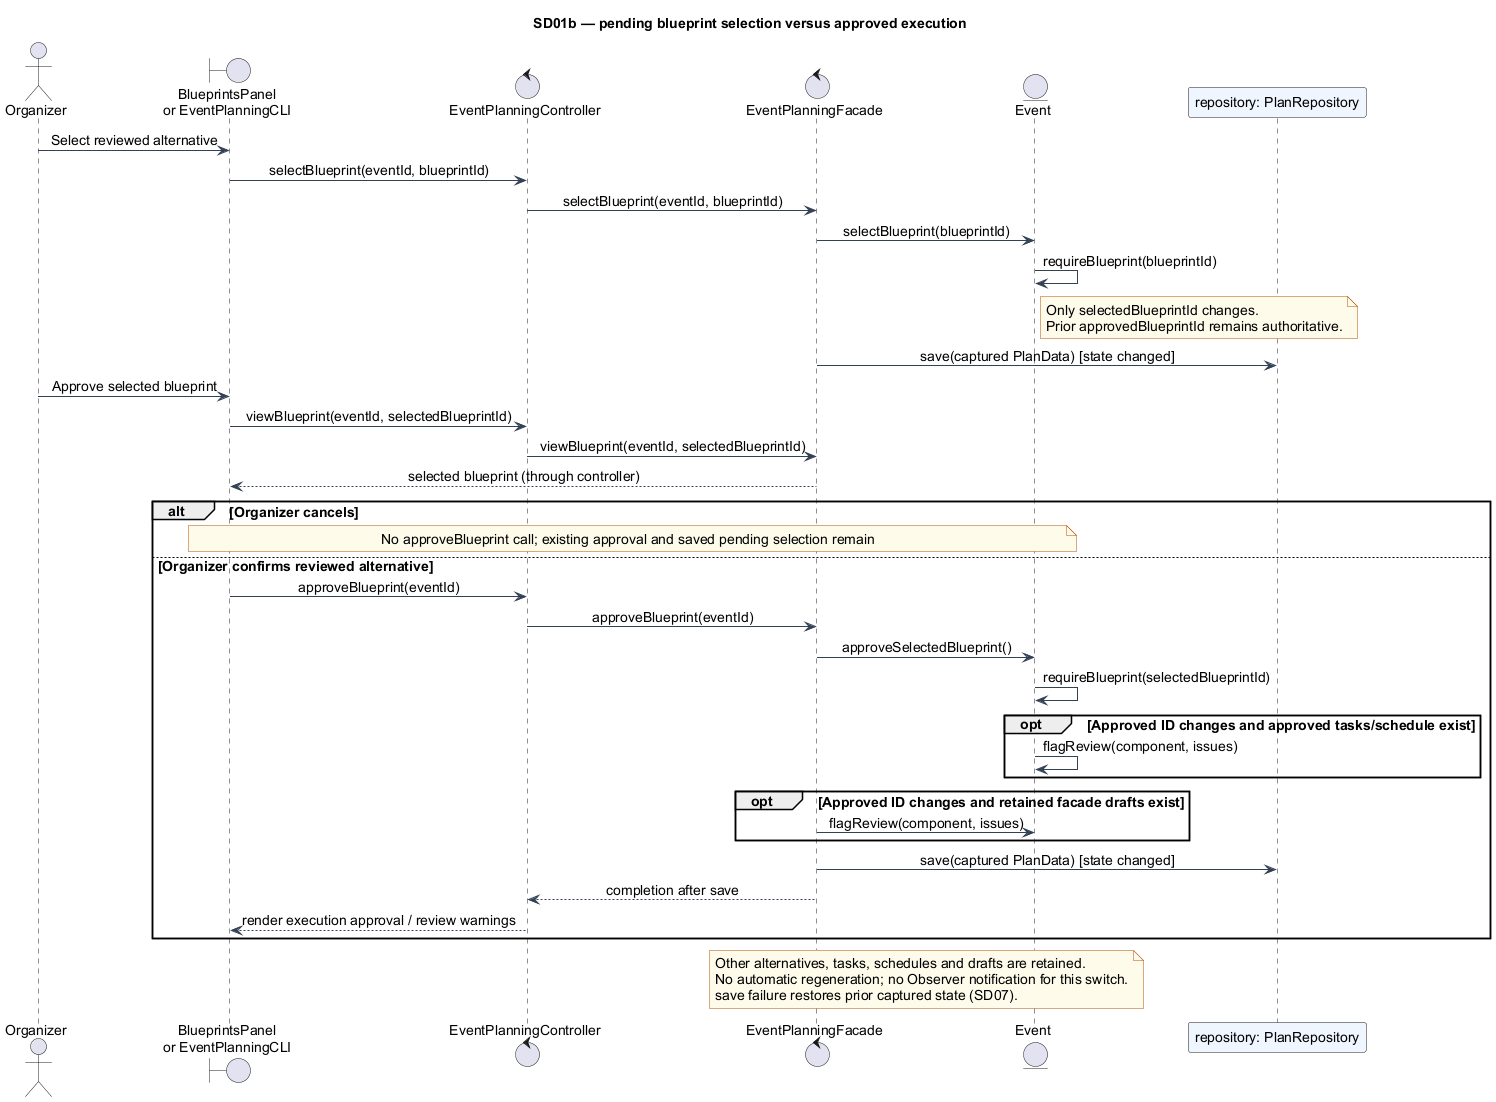 SD01b — pending blueprint selection versus approved execution
Organizer
BlueprintsPanel
or EventPlanningCLI
EventPlanningController
EventPlanningFacade
Event
repository: PlanRepository
Select reviewed alternative
selectBlueprint(eventId, blueprintId)
selectBlueprint(eventId, blueprintId)
selectBlueprint(blueprintId)
requireBlueprint(blueprintId)
Only selectedBlueprintId changes.
Prior approvedBlueprintId remains authoritative.
save(captured PlanData) [state changed]
Approve selected blueprint
viewBlueprint(eventId, selectedBlueprintId)
viewBlueprint(eventId, selectedBlueprintId)
selected blueprint (through controller)
alt [Organizer cancels]
No approveBlueprint call; existing approval and saved pending selection remain
[Organizer confirms reviewed alternative]
approveBlueprint(eventId)
approveBlueprint(eventId)
approveSelectedBlueprint()
requireBlueprint(selectedBlueprintId)
opt [Approved ID changes and approved tasks/schedule exist]
flagReview(component, issues)
opt [Approved ID changes and retained facade drafts exist]
flagReview(component, issues)
save(captured PlanData) [state changed]
completion after save
render execution approval / review warnings
Other alternatives, tasks, schedules and drafts are retained.
No automatic regeneration; no Observer notification for this switch.
save failure restores prior captured state (SD07).
Organizer
BlueprintsPanel
or EventPlanningCLI
EventPlanningController
EventPlanningFacade
Event
repository: PlanRepository